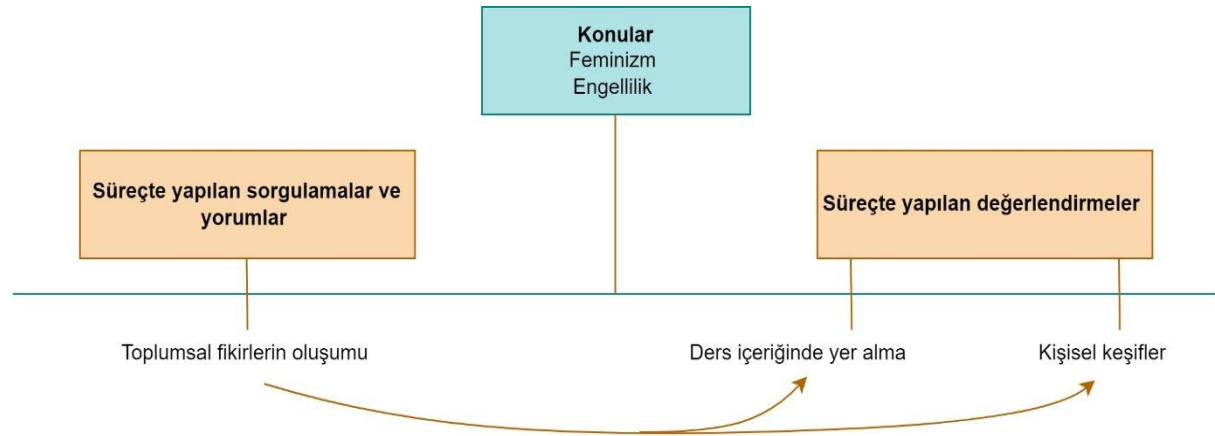 Konular
Feminizm
Engellilik
Süreçte yapılan sorgulamalar ve
yorumlar
Süreçte yapılan değerlendirmeler
Toplumsal fikirlerin oluşumu
Ders içeriğinde yer alma
Kişisel keşifler